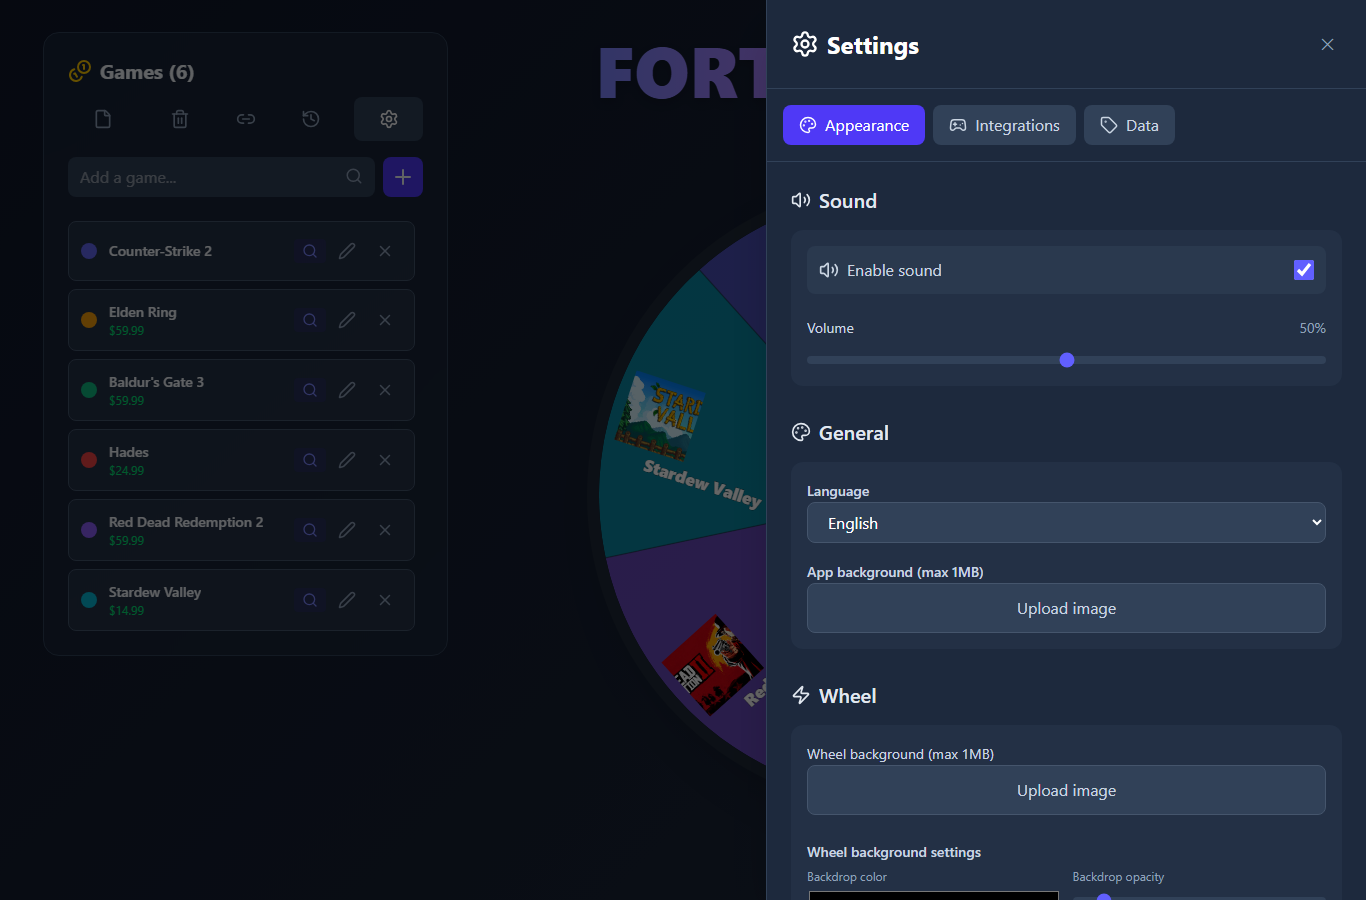 Games (6)
Add a game...
Counter-Strike 2
Elden Ring
$59.99
Baldur's Gate 3
$59.99
Hades
$24.99
Red Dead Redemption 2
$59.99
Stardew Valley
$14.99
FORT
Stardew Valley
Red
Settings
Appearance
Integrations
Data
Sound
Enable sound
Volume
50%
General
Language
English
App background (max 1MB)
Upload image
Wheel
Wheel background (max 1MB)
Upload image
Wheel background settings
Backdrop color
Backdrop opacity